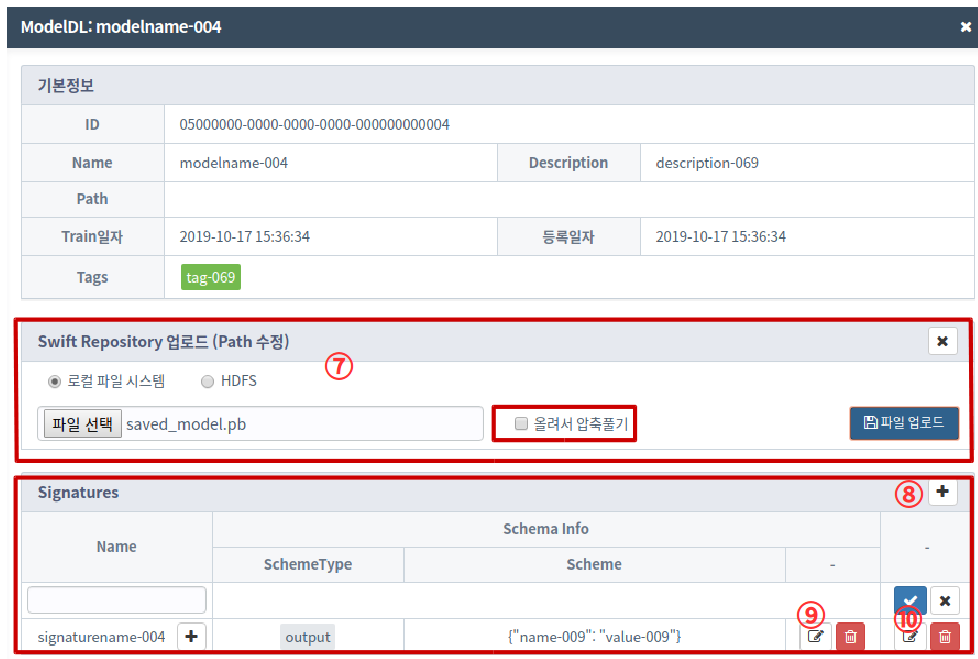 ModelDL: modelname-004 ✖
기본정보
ID 05000000-0000-0000-0000-000000000004
Name modelname-004 Description description-069
Path
Train일자 2019-10-17 15:36:34 등록일자 2019-10-17 15:36:34
Tags tag-069
Swift Repository 업로드 (Path 수정) ✖
⑦
로컬 파일 시스템 HDFS
파일 선택 saved_model.pb 올려서 압축풀기 파일 업로드
Signatures ⑧ +
Name Schema Info -
SchemeType Scheme -
⑨ ⑩
signaturename-004 + output {"name-009": "value-009"}